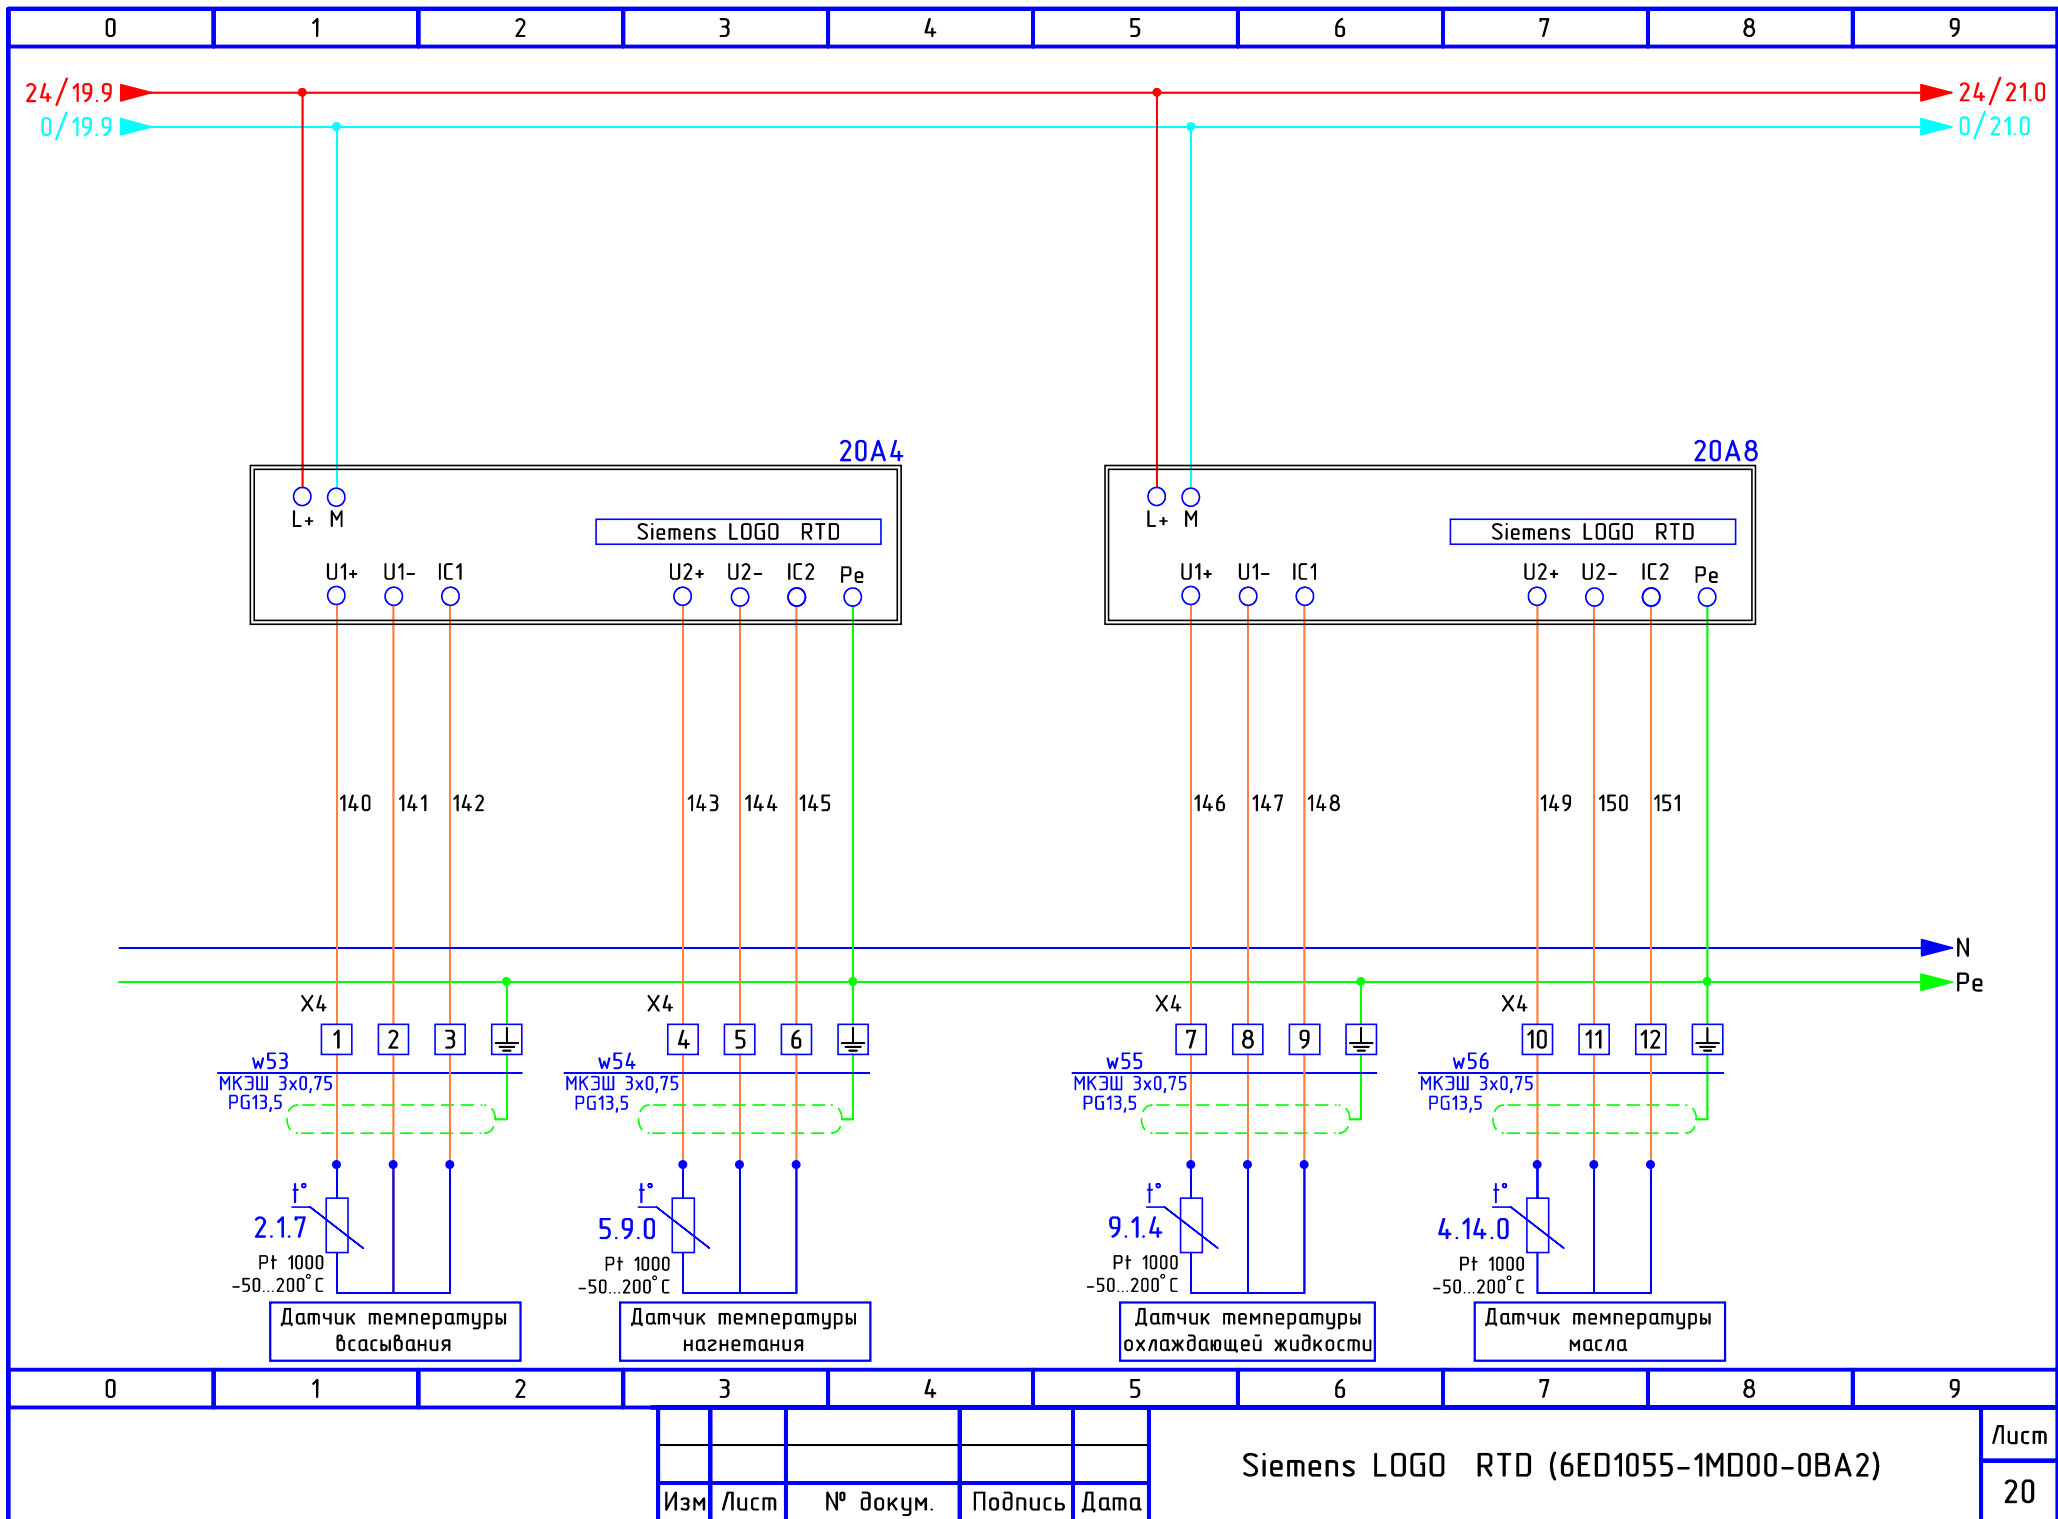 0 1 2 3 4 5 6 7 8 9
24/19.9 24/21.0
0/19.9 0/21.0
20A4 20A8
L+ M L+ M
Siemens LOGO RTD Siemens LOGO RTD
U1+ U1- IC1 U2+ U2- IC2 Pe U1+ U1- IC1 U2+ U2- IC2 Pe
140 141 142 143 144 145 146 147 148 149 150 151
N
Pe
X4 X4 X4 X4
1 2 3 4 5 6 7 8 9 10 11 12
w53 w54 w55 w56
МКЭШ 3x0,75 МКЭШ 3x0,75 МКЭШ 3x0,75 МКЭШ 3x0,75
PG13,5 PG13,5 PG13,5 PG13,5
t° t° t° t°
2.1.7 5.9.0 9.1.4 4.14.0
Pt 1000 Pt 1000 Pt 1000 Pt 1000
-50...200°C -50...200°C -50...200°C -50...200°C
Датчик температуры
всасывания
Датчик температуры
нагнетания
Датчик температуры
охлаждающей жидкости
Датчик температуры
масла
0 1 2 3 4 5 6 7 8 9
Изм Лист № докум. Подпись Дата
Siemens LOGO RTD (6ED1055-1MD00-0BA2)
Лист
20